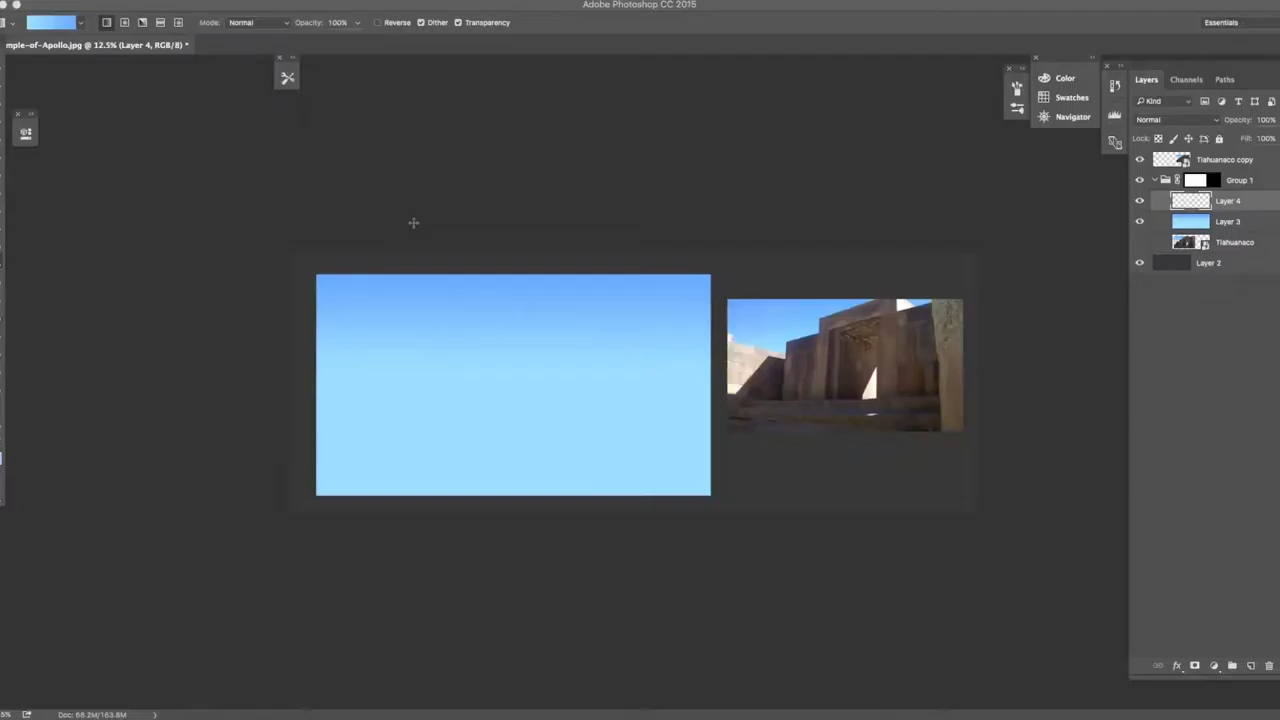 Adobe Photoshop CC 2015
Mode: Normal Opacity: 100% Reverse Dither Transparency Essentials
mple-of-Apollo.jpg @ 12.5% (Layer 4, RGB/8) *
Color
Swatches
Navigator
Layers Channels Paths
Kind
Normal Opacity: 100%
Lock: Fill: 100%
Tiahuanaco copy
Group 1
Layer 4
Layer 3
Tiahuanaco
Layer 2
fx
5% Doc: 68.2M/163.8M